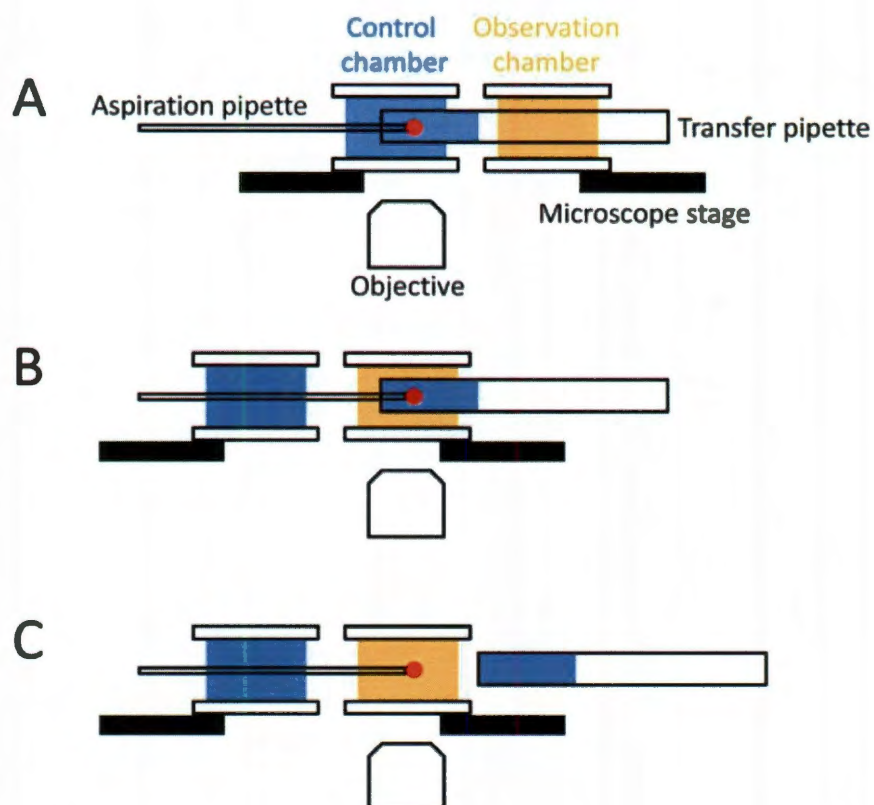 Control
chamber
Observation
chamber
A
Aspiration pipette
Transfer pipette
Microscope stage
Objective
B
C